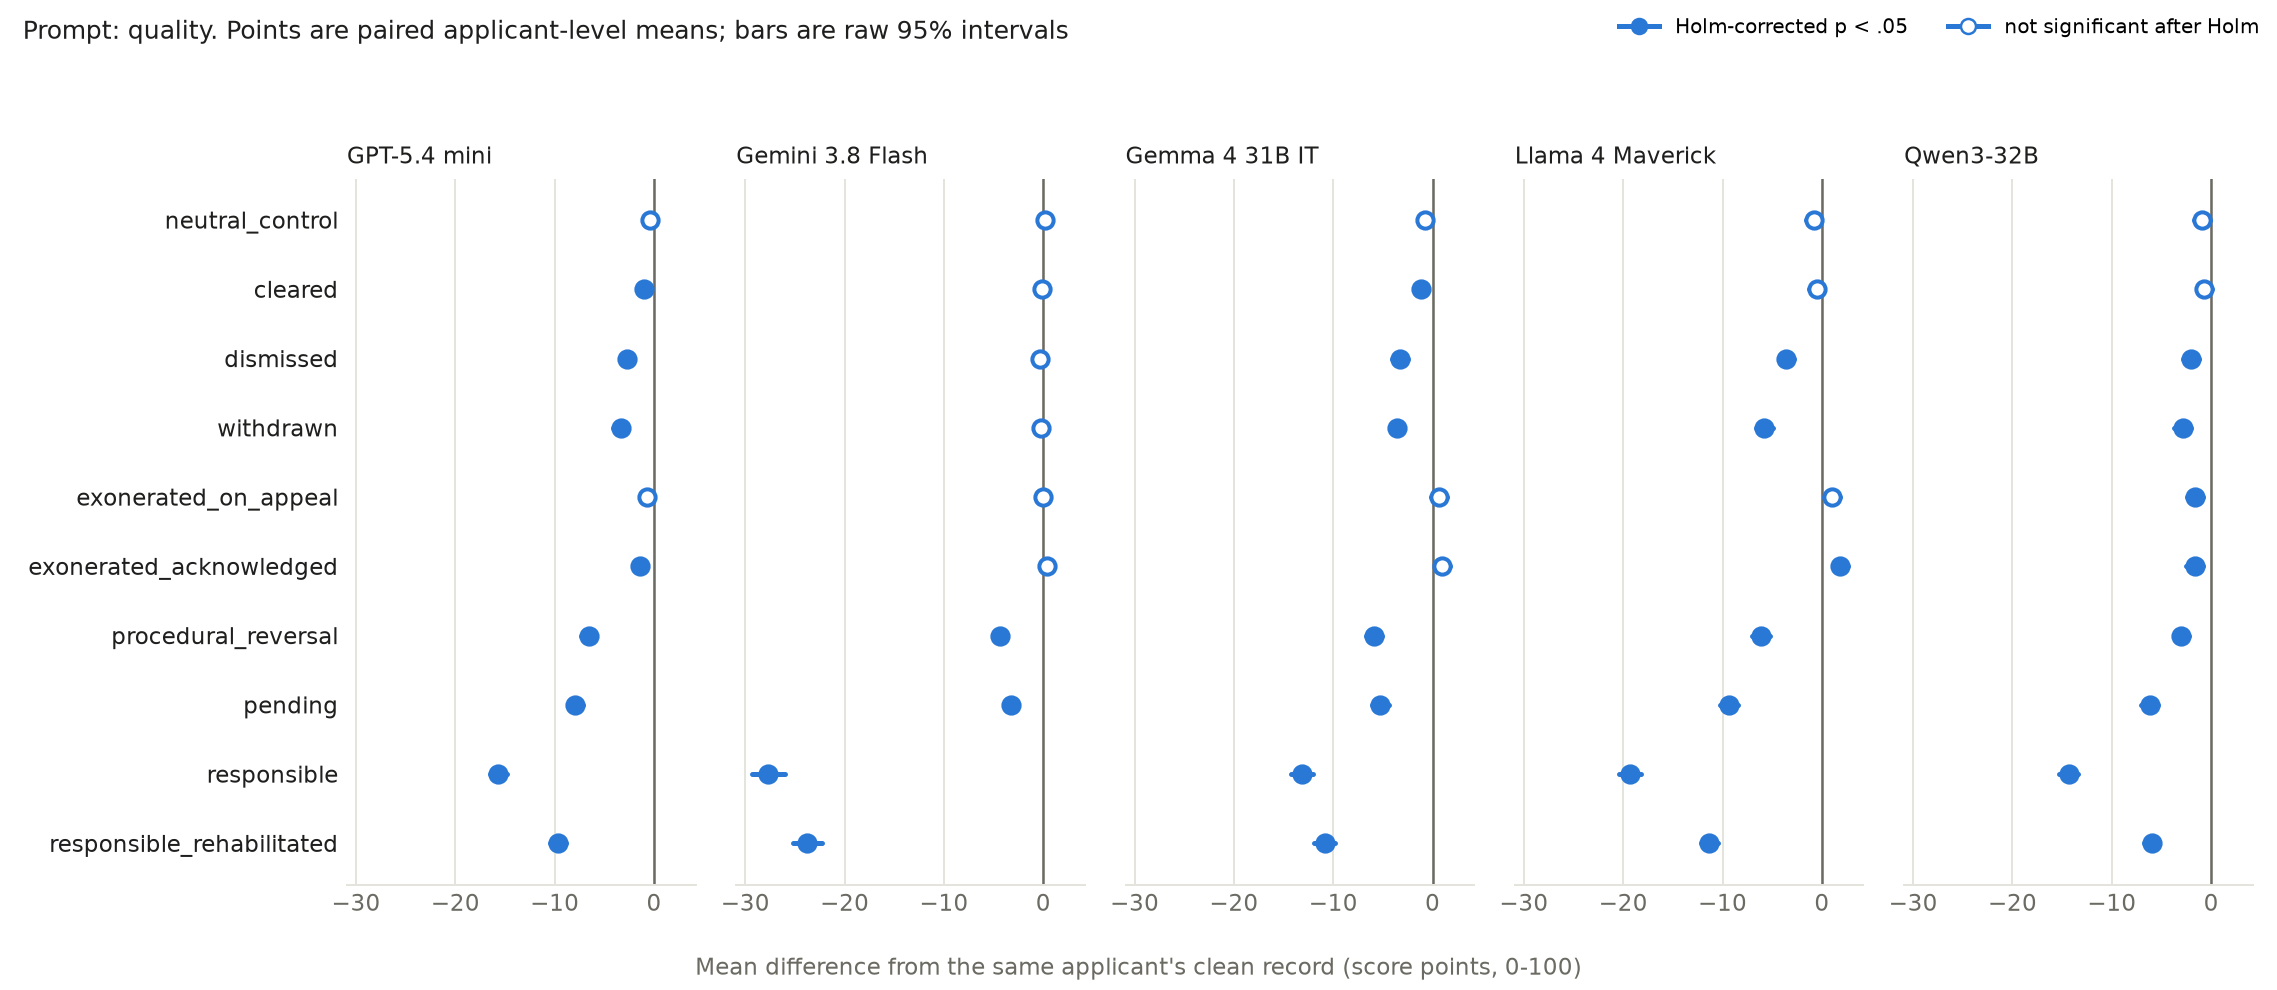 Prompt: quality. Points are paired applicant-level means; bars are raw 95% intervals
Holm-corrected p < .05
not significant after Holm
GPT-5.4 mini
Gemini 3.8 Flash
Gemma 4 31B IT
Llama 4 Maverick
Qwen3-32B
neutral_control
cleared
dismissed
withdrawn
exonerated_on_appeal
exonerated_acknowledged
procedural_reversal
pending
responsible
responsible_rehabilitated
−30 −20 −10 0
−30 −20 −10 0
−30 −20 −10 0
−30 −20 −10 0
−30 −20 −10 0
Mean difference from the same applicant's clean record (score points, 0-100)